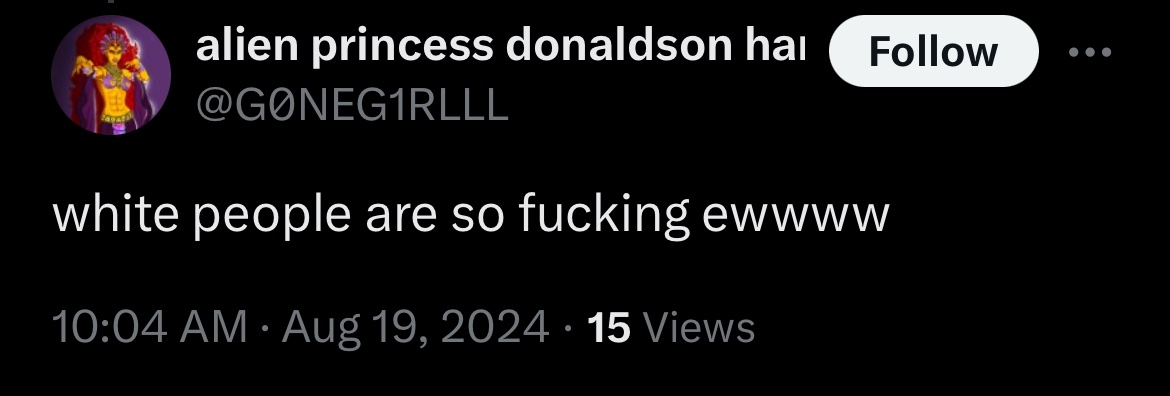 alien princess donaldson
Follow
@G0NEG1RLLL
white people are so fucking ewwww
10:04 AM · Aug 19, 2024 · 15 Views